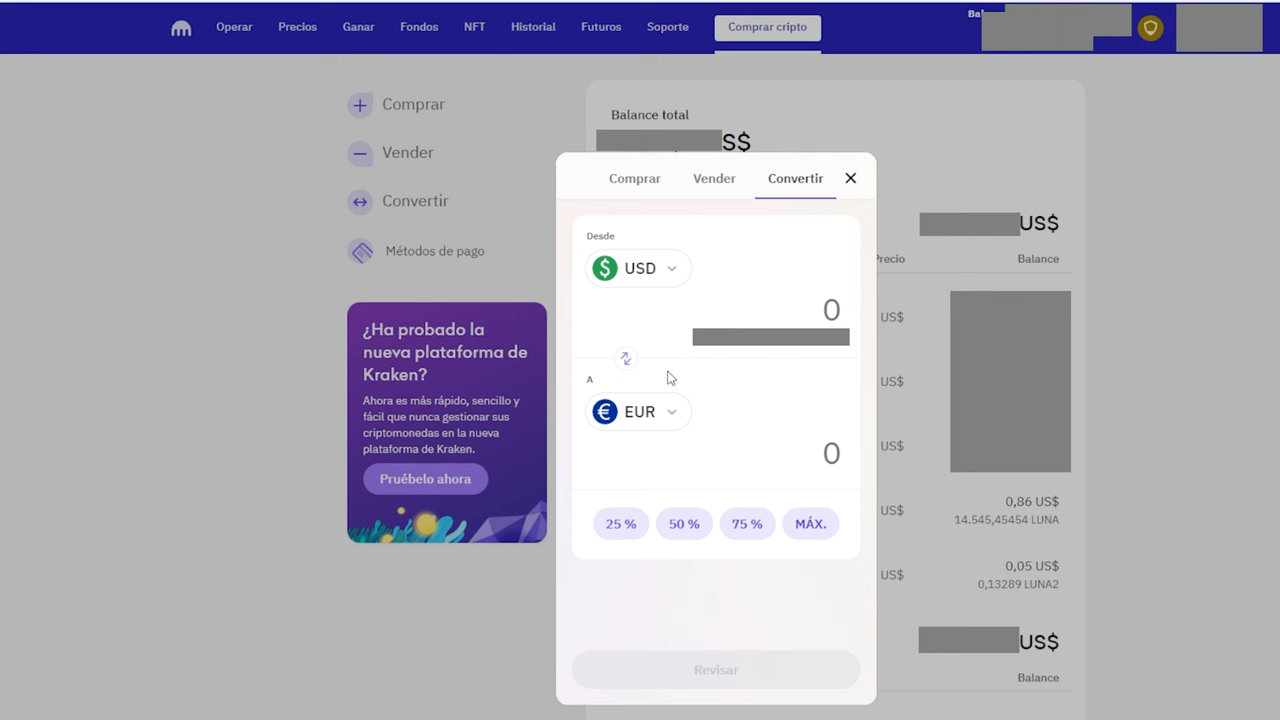 Operar Precios Ganar Fondos NFT Historial Futuros Soporte Comprar cripto
Comprar
Vender
Convertir
Métodos de pago
¿Ha probado la
nueva plataforma de
Kraken?
Ahora es más rápido, sencillo y
fácil que nunca gestionar sus
criptomonedas en la nueva
plataforma de Kraken.
Pruébelo ahora
Balance total
S$
US$
Precio Balance
US$
US$
US$
US$ 0,86 US$
14.545,45454 LUNA
US$ 0,05 US$
0,13289 LUNA2
US$
Balance
Comprar Vender Convertir
Desde
USD
0
A
EUR
0
25 % 50 % 75 % MÁX.
Revisar